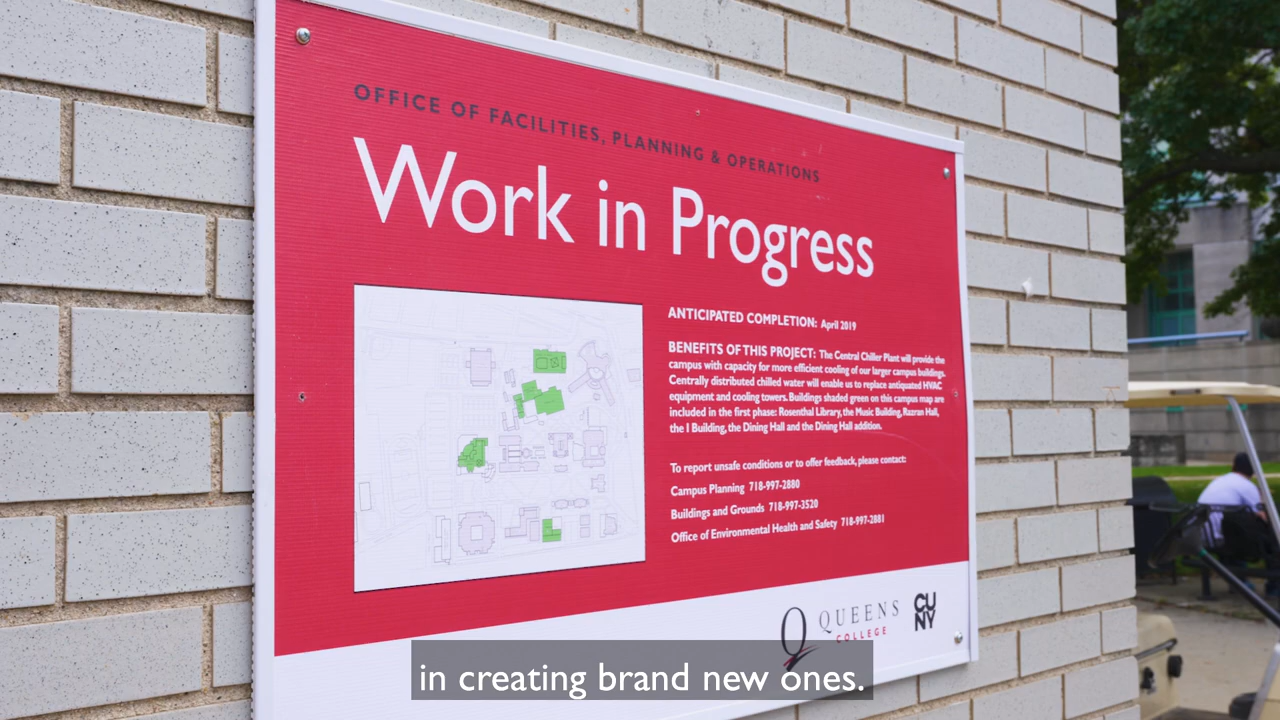 OFFICE OF FACILITIES, PLANNING & OPERATIONS
Work in Progress
ANTICIPATED COMPLETION: April 2019
BENEFITS OF THIS PROJECT: The Central Chiller Plant will provide the
campus with capacity for more efficient cooling of our larger campus buildings.
Centrally distributed chilled water will enable us to replace antiquated HVAC
equipment and cooling towers. Buildings shaded green on this campus map are
included in the first phase: Rosenthal Library, the Music Building, Razran Hall,
the I Building, the Dining Hall and the Dining Hall addition.
To report unsafe conditions or to offer feedback, please contact:
Campus Planning 718-997-2880
Buildings and Grounds 718-997-3520
Office of Environmental Health and Safety 718-997-2881
Q QUEENS
COLLEGE
CU
NY
in creating brand new ones.